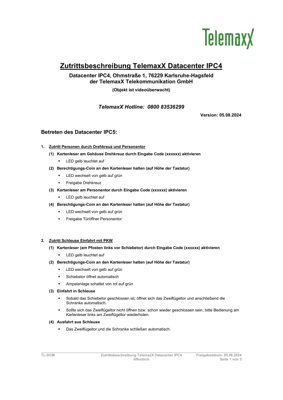 TelemaxX
Zutrittsbeschreibung TelemaxX Datacenter IPC4
Datacenter IPC4, Ohmstraße 1, 76229 Karlsruhe-Hagsfeld
der TelemaxX Telekommunikation GmbH
(Objekt ist videoüberwacht)
TelemaxX Hotline: 0800 83536299
Version: 05.08.2024
Betreten des Datacenter IPC5:
1. Zutritt Personen durch Drehkreuz und Personentor
(1) Kartenleser am Gehäuse Drehkreuz durch Eingabe Code (xxxxxx) aktivieren
▪ LED gelb leuchtet auf
(2) Berechtigungs-Coin an den Kartenleser halten (auf Höhe der Tastatur)
▪ LED wechselt von gelb auf grün
▪ Freigabe Drehkreuz
(3) Kartenleser am Personentor durch Eingabe Code (xxxxxx) aktivieren
▪ LED gelb leuchtet auf
(4) Berechtigungs-Coin an den Kartenleser halten (auf Höhe der Tastatur)
▪ LED wechselt von gelb auf grün
▪ Freigabe Türöffner Personentor
2. Zutritt Schleuse Einfahrt mit PKW
(1) Kartenleser (am Pfosten links vor Schiebetor) durch Eingabe Code (xxxxxx) aktivieren
▪ LED gelb leuchtet auf
(2) Berechtigungs-Coin an den Kartenleser halten (auf Höhe der Tastatur)
▪ LED wechselt von gelb auf grün
▪ Schiebetor öffnet automatisch
▪ Ampelanlage schaltet von rot auf grün
(3) Einfahrt in Schleuse
▪ Sobald das Schiebetor geschlossen ist, öffnet sich das Zweiflügeltor und anschließend die
Schranke automatisch.
▪ Sollte sich das Zweiflügeltor nicht öffnen bzw. schon wieder geschlossen sein, bitte Bedienung am
Kartenleser links am Zweiflügeltor wiederholen.
(4) Ausfahrt aus Schleuse
▪ Das Zweiflügeltor und die Schranke schließen automatisch.
Zutrittsbeschreibung TelemaxX Datacenter IPC4
Freigabedatum: 05.08.2024
öffentlich
Seite 1 von 3